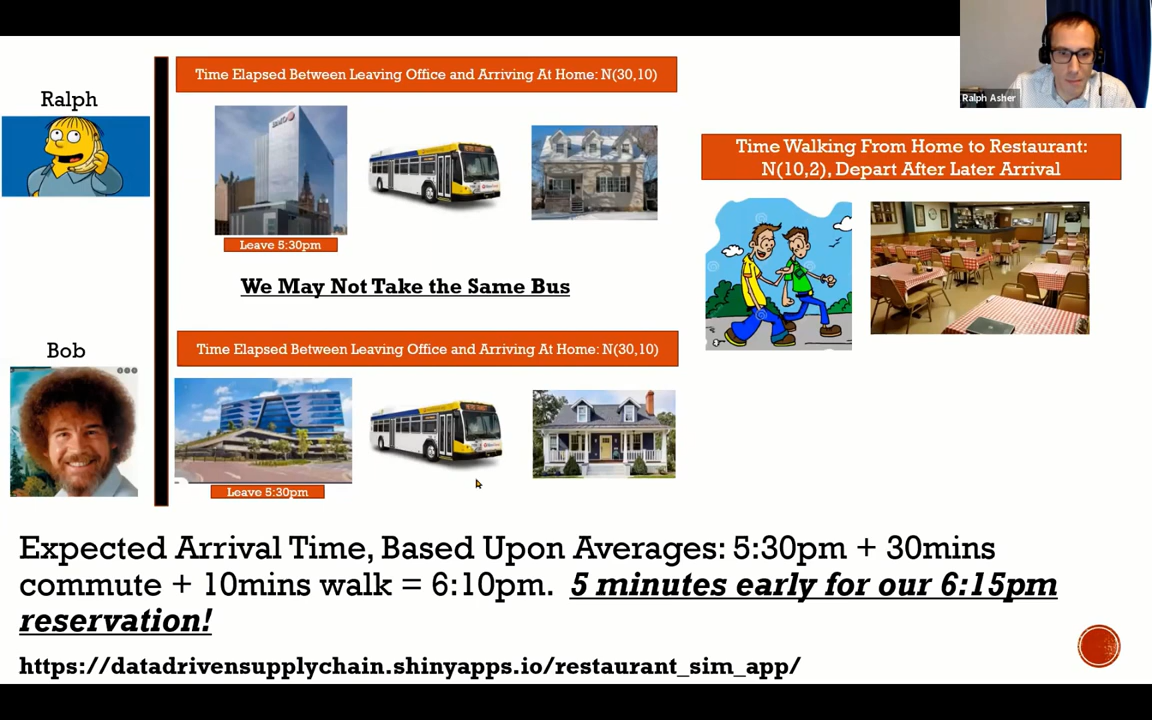 Ralph Asher
Ralph
Time Elapsed Between Leaving Office and Arriving At Home: N(30,10)
Leave 5:30pm
We May Not Take the Same Bus
Time Walking From Home to Restaurant:
N(10,2), Depart After Later Arrival
Bob
Time Elapsed Between Leaving Office and Arriving At Home: N(30,10)
Leave 5:30pm
Expected Arrival Time, Based Upon Averages: 5:30pm + 30mins
commute + 10mins walk = 6:10pm. 5 minutes early for our 6:15pm
reservation!
https://datadrivensupplychain.shinyapps.io/restaurant_sim_app/